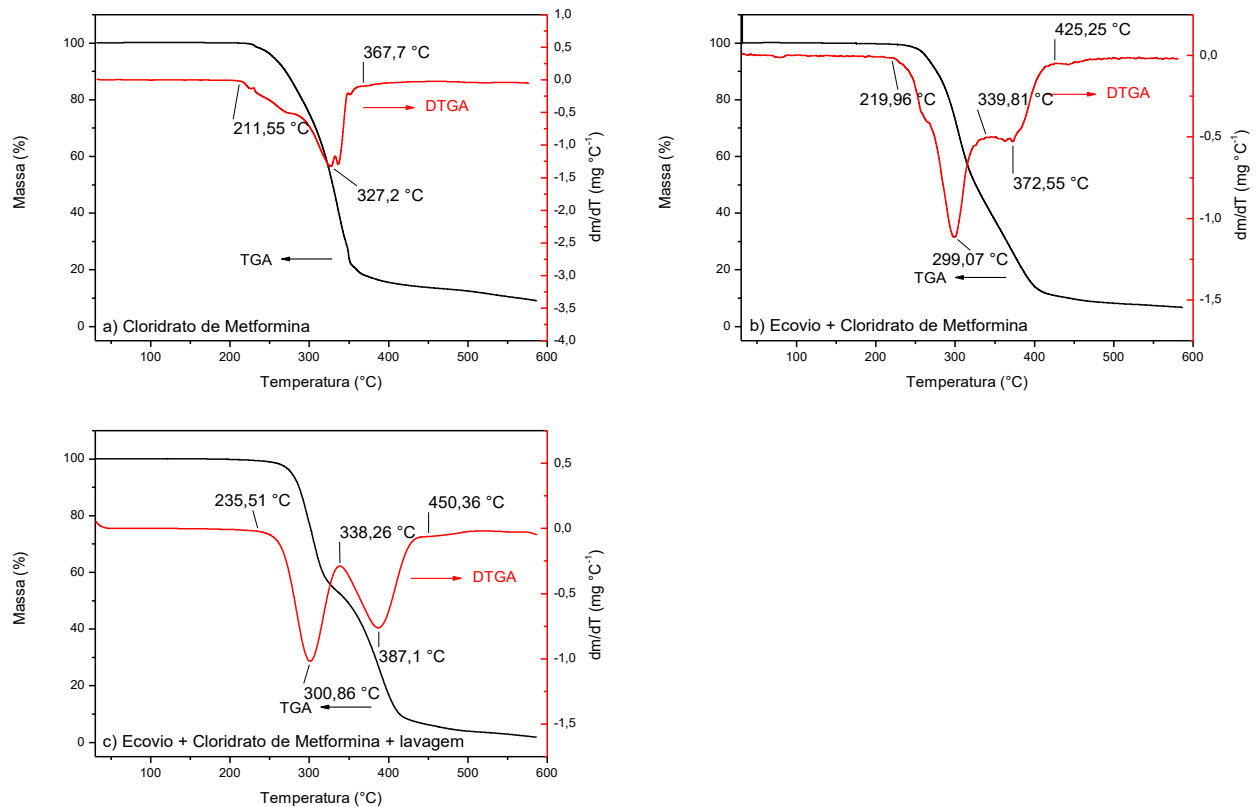 1,0
0,5
0,0
-0,5
-1,0
-1,5
-2,0
-2,5
-3,0
-3,5
-4,0
100
80
60
40
20
0
Massa (%)
dm/dT (mg °C⁻¹)
367,7 °C
DTGA
211,55 °C
327,2 °C
TGA
a) Cloridrato de Metformina
100 200 300 400 500 600
Temperatura (°C)
100
80
60
40
20
0
Massa (%)
0,0
-0,5
-1,0
-1,5
dm/dT (mg °C⁻¹)
425,25 °C
DTGA
219,96 °C
339,81 °C
372,55 °C
299,07 °C
TGA
b) Ecovio + Cloridrato de Metformina
100 200 300 400 500 600
Temperatura (°C)
100
80
60
40
20
0
Massa (%)
0,5
0,0
-0,5
-1,0
-1,5
dm/dT (mg °C⁻¹)
235,51 °C
450,36 °C
338,26 °C
DTGA
387,1 °C
300,86 °C
TGA
c) Ecovio + Cloridrato de Metformina + lavagem
100 200 300 400 500 600
Temperatura (°C)